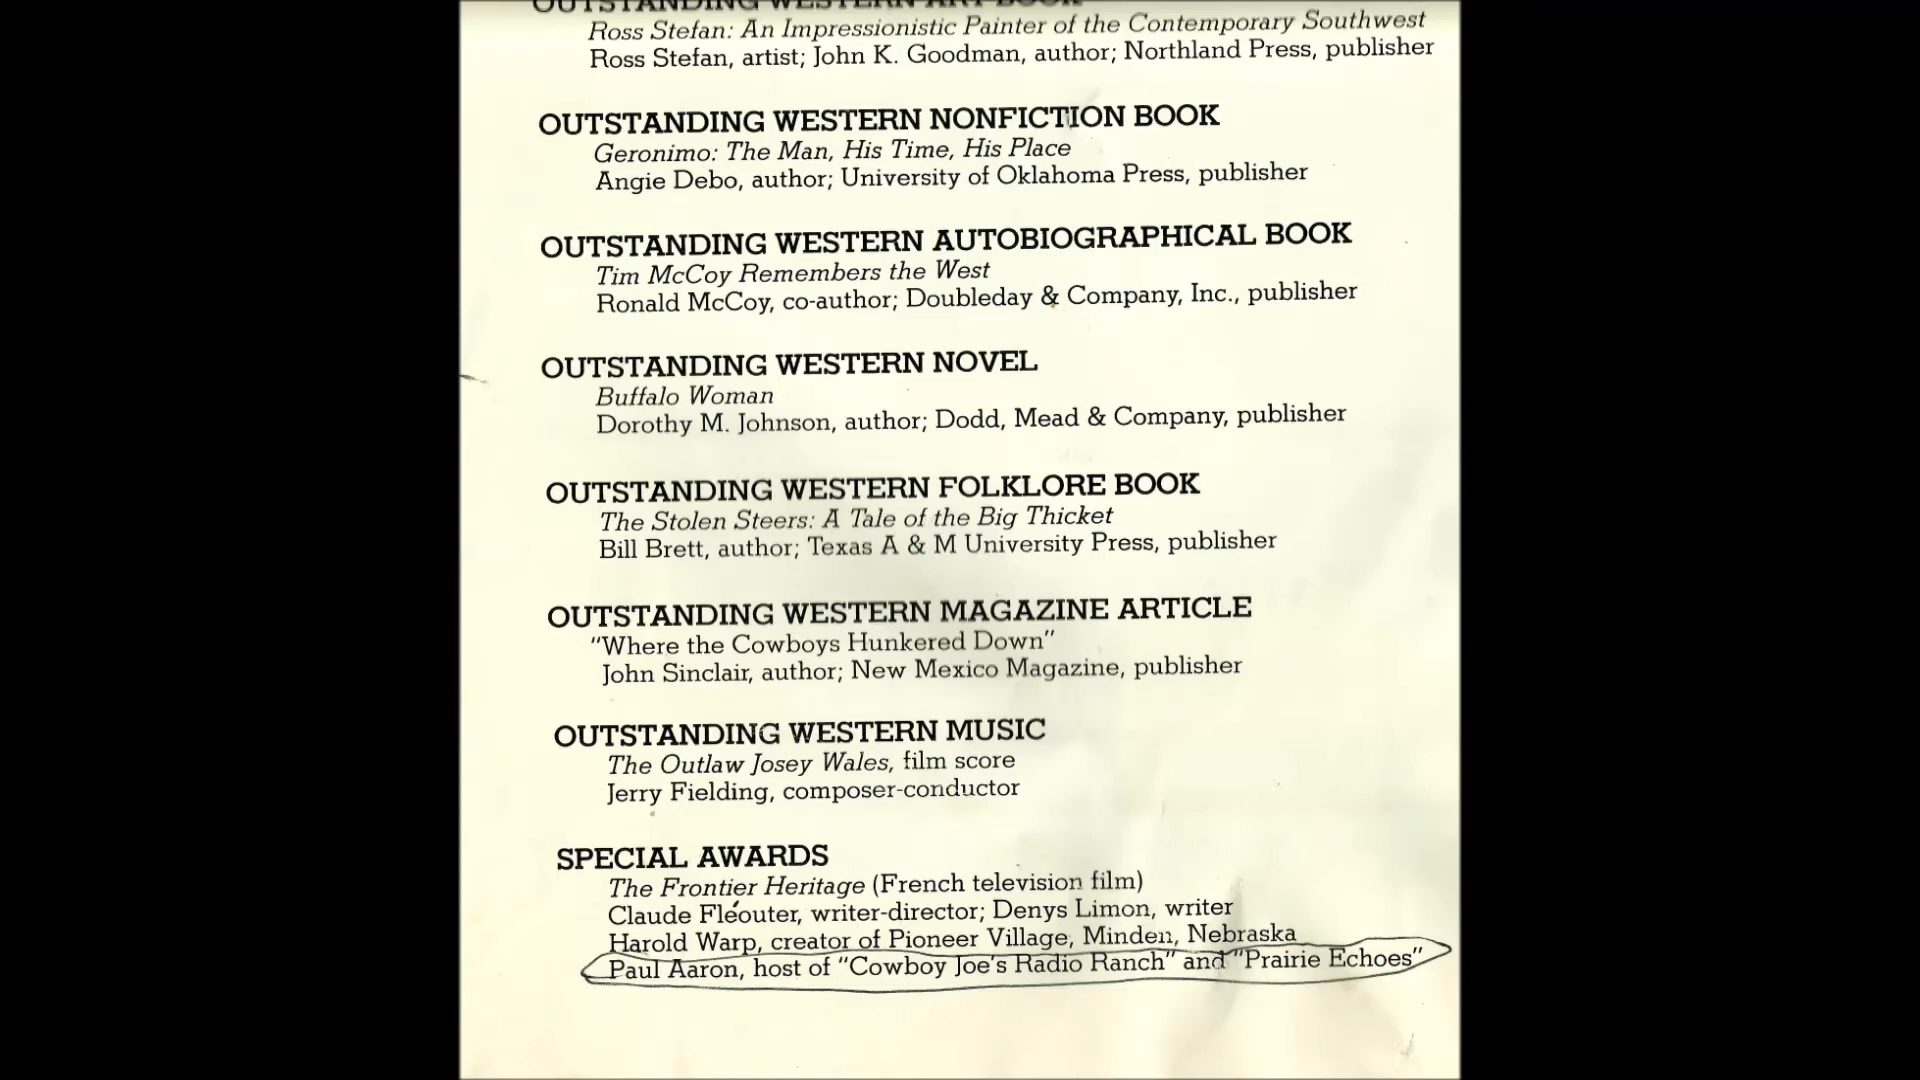 OUTSTANDING WESTERN ART BOOK
Ross Stefan: An Impressionistic Painter of the Contemporary Southwest
Ross Stefan, artist; John K. Goodman, author; Northland Press, publisher
OUTSTANDING WESTERN NONFICTION BOOK
Geronimo: The Man, His Time, His Place
Angie Debo, author; University of Oklahoma Press, publisher
OUTSTANDING WESTERN AUTOBIOGRAPHICAL BOOK
Tim McCoy Remembers the West
Ronald McCoy, co-author; Doubleday & Company, Inc., publisher
OUTSTANDING WESTERN NOVEL
Buffalo Woman
Dorothy M. Johnson, author; Dodd, Mead & Company, publisher
OUTSTANDING WESTERN FOLKLORE BOOK
The Stolen Steers: A Tale of the Big Thicket
Bill Brett, author; Texas A & M University Press, publisher
OUTSTANDING WESTERN MAGAZINE ARTICLE
"Where the Cowboys Hunkered Down"
John Sinclair, author; New Mexico Magazine, publisher
OUTSTANDING WESTERN MUSIC
The Outlaw Josey Wales, film score
Jerry Fielding, composer-conductor
SPECIAL AWARDS
The Frontier Heritage (French television film)
Claude Fléouter, writer-director; Denys Limon, writer
Harold Warp, creator of Pioneer Village, Minden, Nebraska
Paul Aaron, host of "Cowboy Joe's Radio Ranch" and "Prairie Echoes"